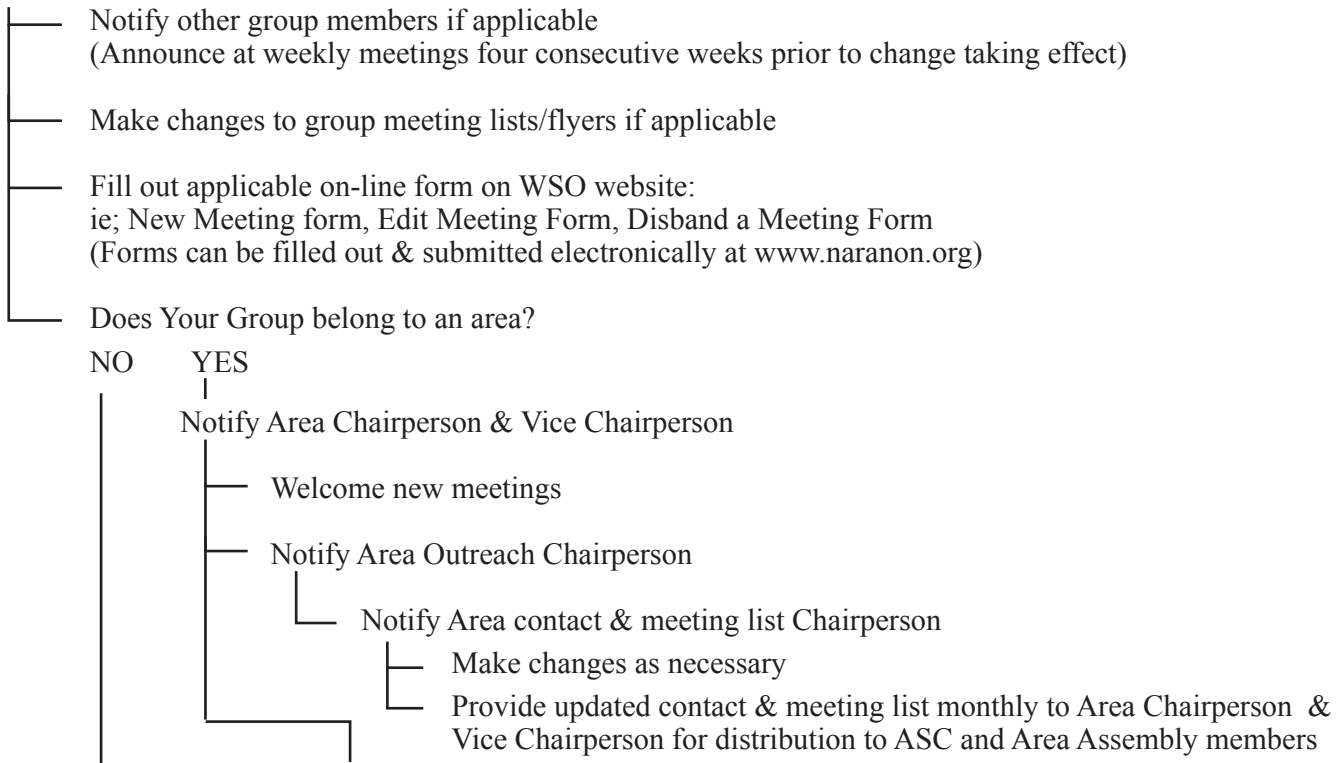 Notify other group members if applicable
(Announce at weekly meetings four consecutive weeks prior to change taking effect)
Make changes to group meeting lists/flyers if applicable
Fill out applicable on-line form on WSO website:
ie; New Meeting form, Edit Meeting Form, Disband a Meeting Form
(Forms can be filled out & submitted electronically at www.naranon.org)
Does Your Group belong to an area?
NO YES
Notify Area Chairperson & Vice Chairperson
Welcome new meetings
Notify Area Outreach Chairperson
Notify Area contact & meeting list Chairperson
Make changes as necessary
Provide updated contact & meeting list monthly to Area Chairperson &
Vice Chairperson for distribution to ASC and Area Assembly members